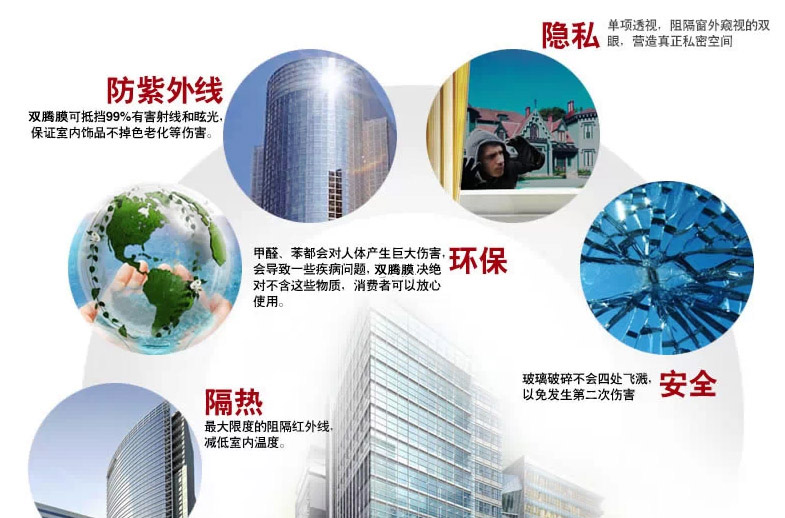 隐私
单项透视，阻隔窗外窥视的双
眼，营造真正私密空间
防紫外线
双腾膜可抵挡99%有害射线和眩光，
保证室内饰品不掉色老化等伤害。
甲醛、苯都会对人体产生巨大伤害，
会导致一些疾病问题，双腾膜决绝
对不含这些物质，消费者可以放心
使用。
环保
玻璃破碎不会四处飞溅，
以免发生第二次伤害
安全
隔热
最大限度的阻隔红外线，
减低室内温度。